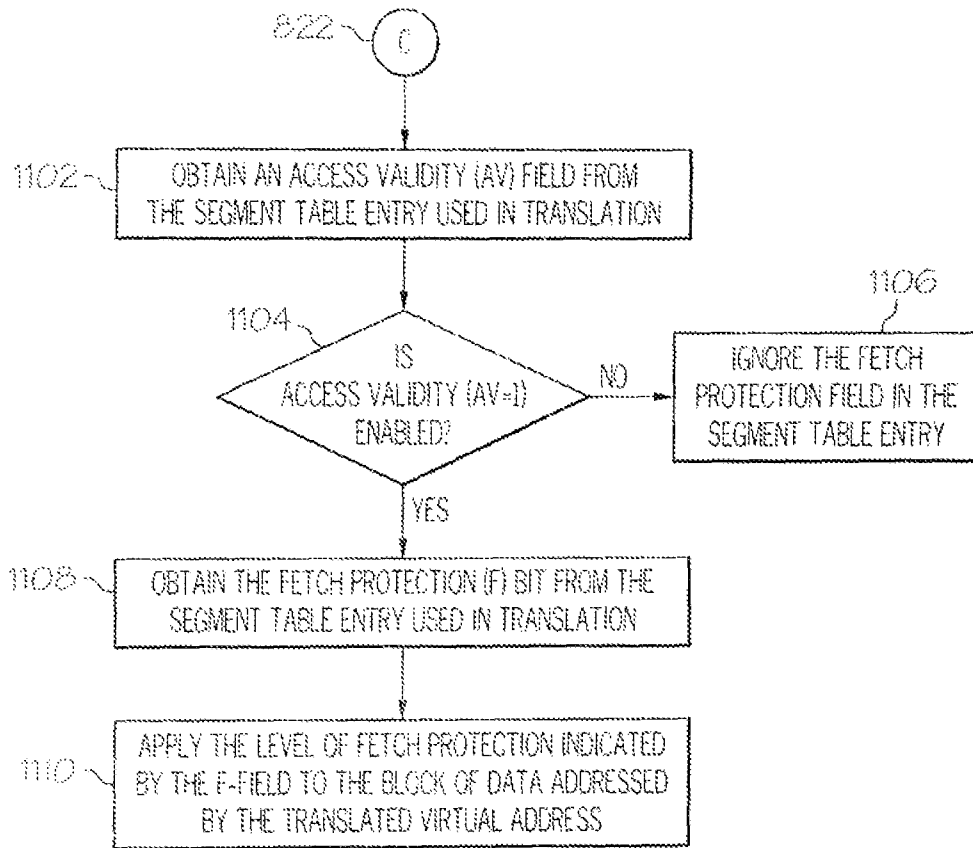 822
C
1102
OBTAIN AN ACCESS VALIDITY (AV) FIELD FROM
THE SEGMENT TABLE ENTRY USED IN TRANSLATION
1104
IS
ACCESS VALIDITY (AV=1)
ENABLED?
NO
1106
IGNORE THE FETCH
PROTECTION FIELD IN THE
SEGMENT TABLE ENTRY
YES
1108
OBTAIN THE FETCH PROTECTION (F) BIT FROM THE
SEGMENT TABLE ENTRY USED IN TRANSLATION
1110
APPLY THE LEVEL OF FETCH PROTECTION INDICATED
BY THE F-FIELD TO THE BLOCK OF DATA ADDRESSED
BY THE TRANSLATED VIRTUAL ADDRESS